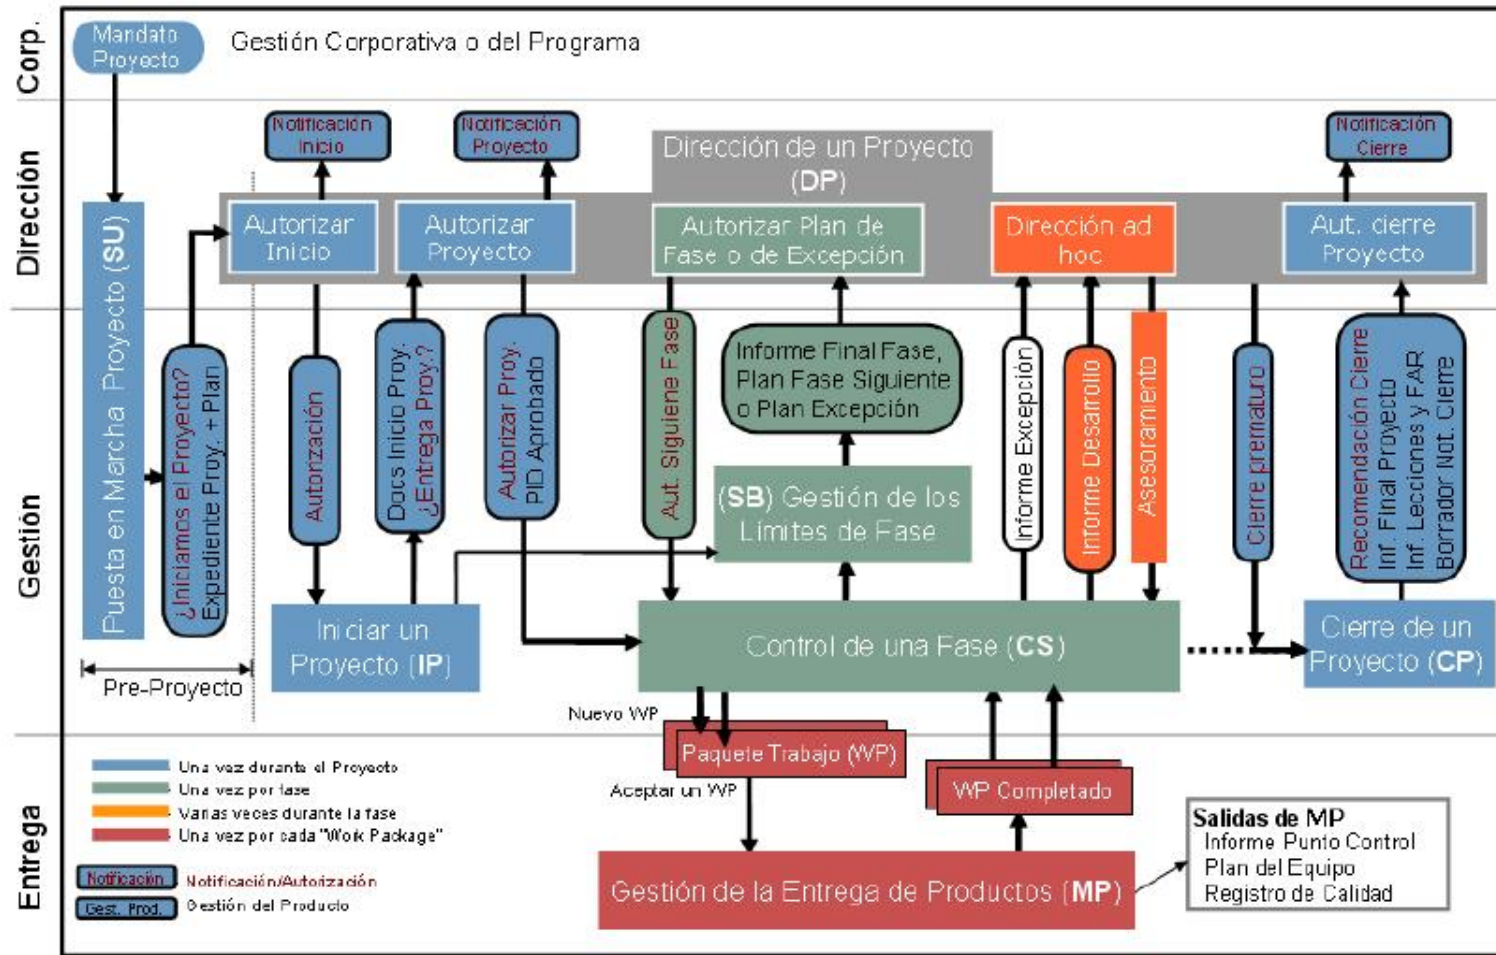 Corp.
Mandato
Proyecto
Gestión Corporativa o del Programa
Dirección
Notificación
Inicio
Notificación
Proyecto
Dirección de un Proyecto
(DP)
Notificación
Cierre
Autorizar
Inicio
Autorizar
Proyecto
Autorizar Plan de
Fase o de Excepción
Dirección ad
hoc
Aut. cierre
Proyecto
Gestión
Puesta en Marcha Proyecto (SU)
¿Iniciamos el Proyecto?
Expediente Proy. + Plan
Autorización
Docs Inicio Proy.
¿Entrega Proy.?
Autorizar Proy.
PID Aprobado
Aut. Siguiene Fase
Informe Final Fase,
Plan Fase Siguiente
o Plan Excepción
Informe Excepción
Informe Desarrollo
Asesoramiento
Cierre prematuro
Recomendación Cierre
Inf. Final Proyecto
Inf. Lecciones y FAR
Borrador Not. Cierre
(SB) Gestión de los
Límites de Fase
Iniciar un
Proyecto (IP)
Control de una Fase (CS)
Cierre de un
Proyecto (CP)
Pre-Proyecto
Nuevo WP
Entrega
Paquete Trabajo (WP)
Aceptar un WP
WP Completado
Una vez durante el Proyecto
Una vez por fase
Varias veces durante la fase
Una vez por cada "Work Package"
Notificación
Notificación/Autorización
Gest. Prod.
Gestión del Producto
Gestión de la Entrega de Productos (MP)
Salidas de MP
Informe Punto Control
Plan del Equipo
Registro de Calidad